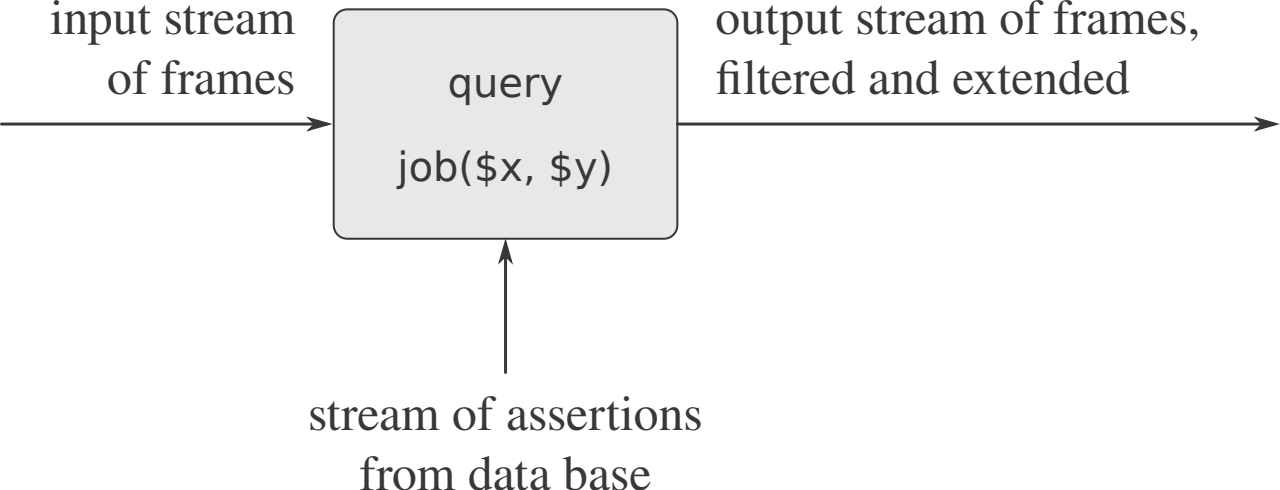 input stream
of frames
query
job($x, $y)
output stream of frames,
filtered and extended
stream of assertions
from data base